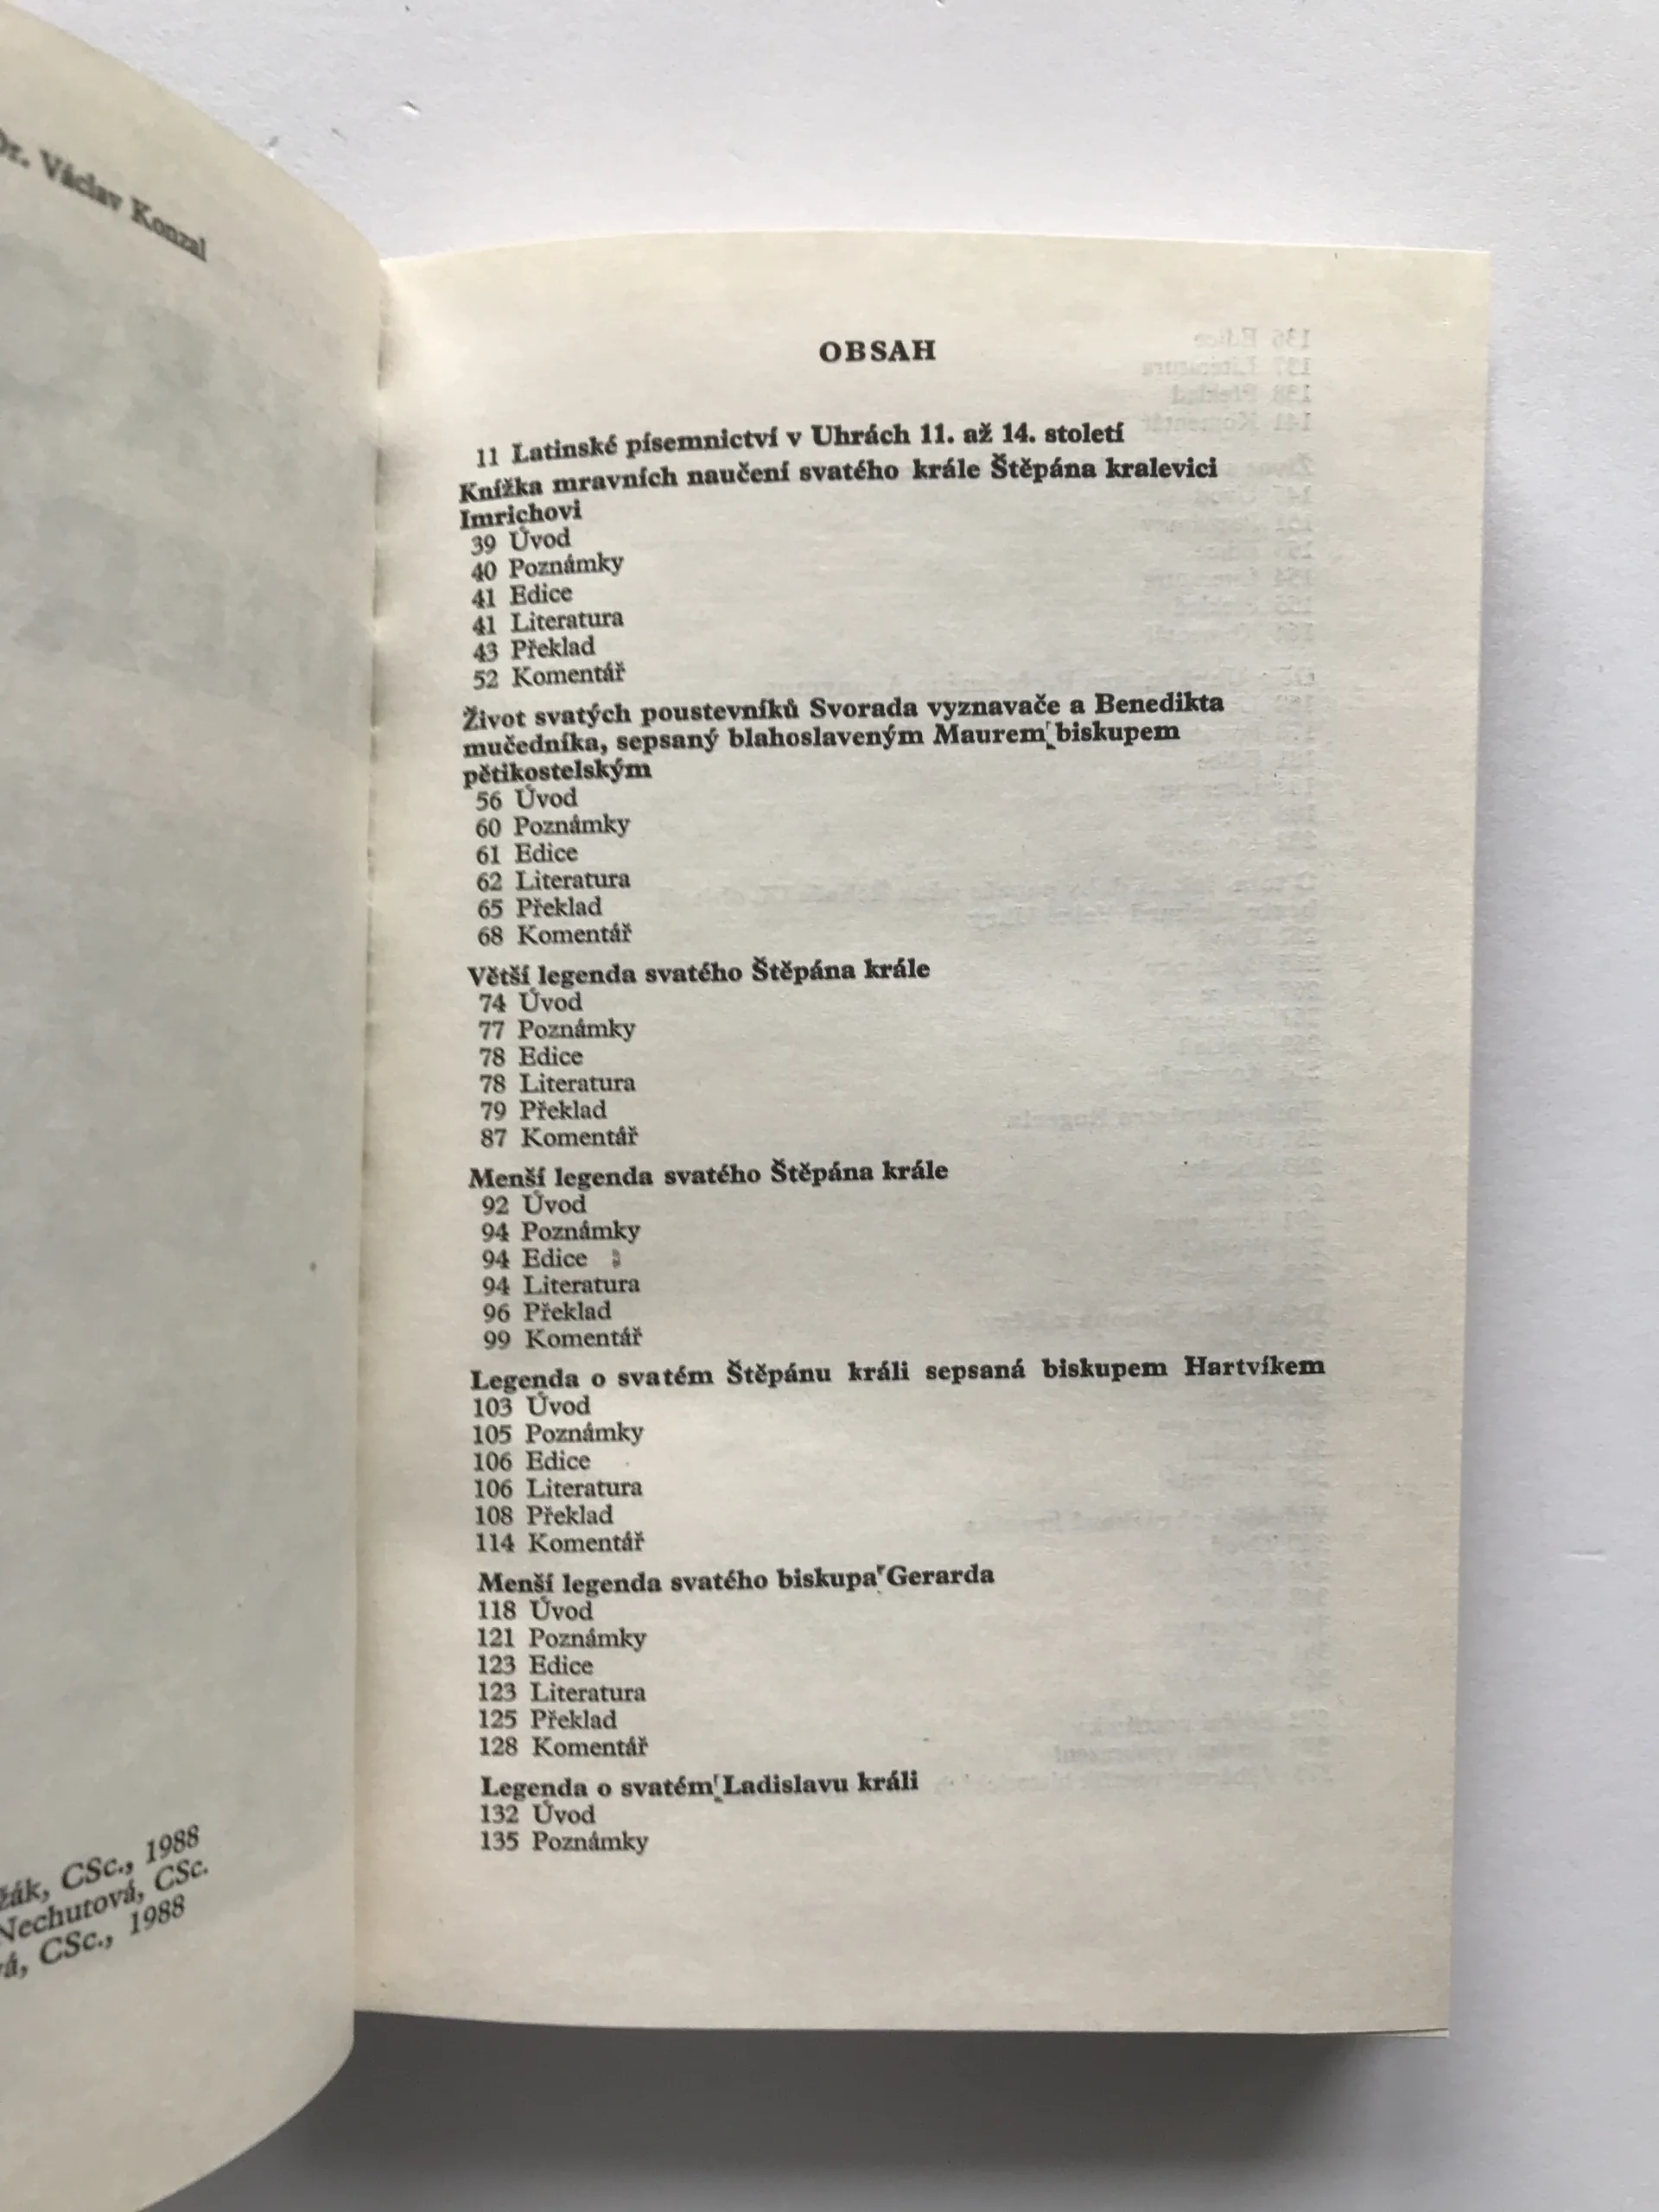 Dr. Václav Konzal
CSc., 1988
Nechutová, CSc.
CSc., 1988
OBSAH
11 Latinské písemnictví v Uhrách 11. až 14. století
Knížka mravních naučení svatého krále Štěpána kralevici
Imrichovi
39 Úvod
40 Poznámky
41 Edice
41 Literatura
43 Překlad
52 Komentář
Život svatých poustevníků Svorada vyznavače a Benedikta
mučedníka, sepsaný blahoslaveným Maurem biskupem
pětikostelským
56 Úvod
60 Poznámky
61 Edice
62 Literatura
65 Překlad
68 Komentář
Větší legenda svatého Štěpána krále
74 Úvod
77 Poznámky
78 Edice
78 Literatura
79 Překlad
87 Komentář
Menší legenda svatého Štěpána krále
92 Úvod
94 Poznámky
94 Edice
94 Literatura
96 Překlad
99 Komentář
Legenda o svatém Štěpánu králi sepsaná biskupem Hartvíkem
103 Úvod
105 Poznámky
106 Edice
106 Literatura
108 Překlad
114 Komentář
Menší legenda svatého biskupa Gerarda
118 Úvod
121 Poznámky
123 Edice
123 Literatura
125 Překlad
128 Komentář
Legenda o svatém Ladislavu králi
132 Úvod
135 Poznámky